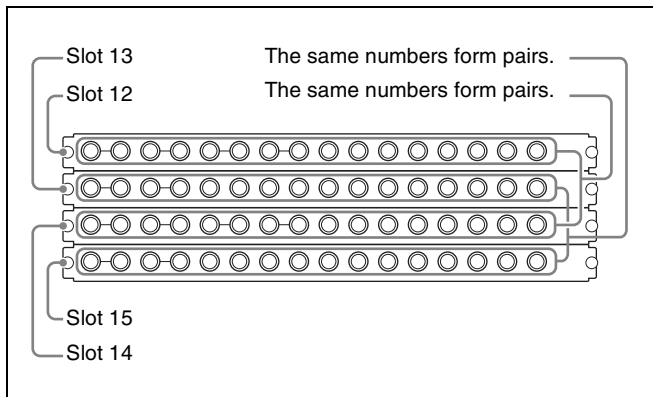 Slot 13
The same numbers form pairs.
Slot 12
The same numbers form pairs.
Slot 15
Slot 14